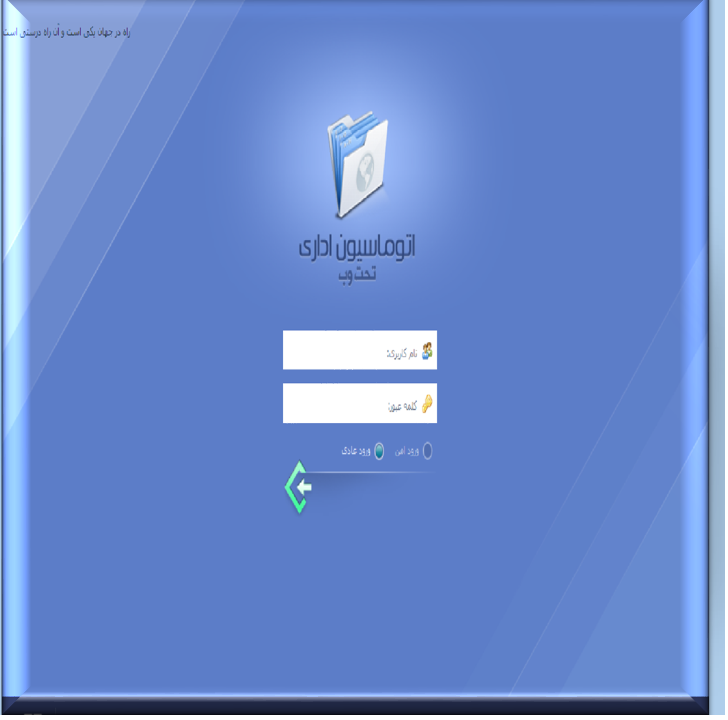 راه در جهان یکی است و آن راه درستی است
اتوماسیون اداری
تحت وب
نام کاربری:
کلمه عبور:
ورود امن ورود عادی